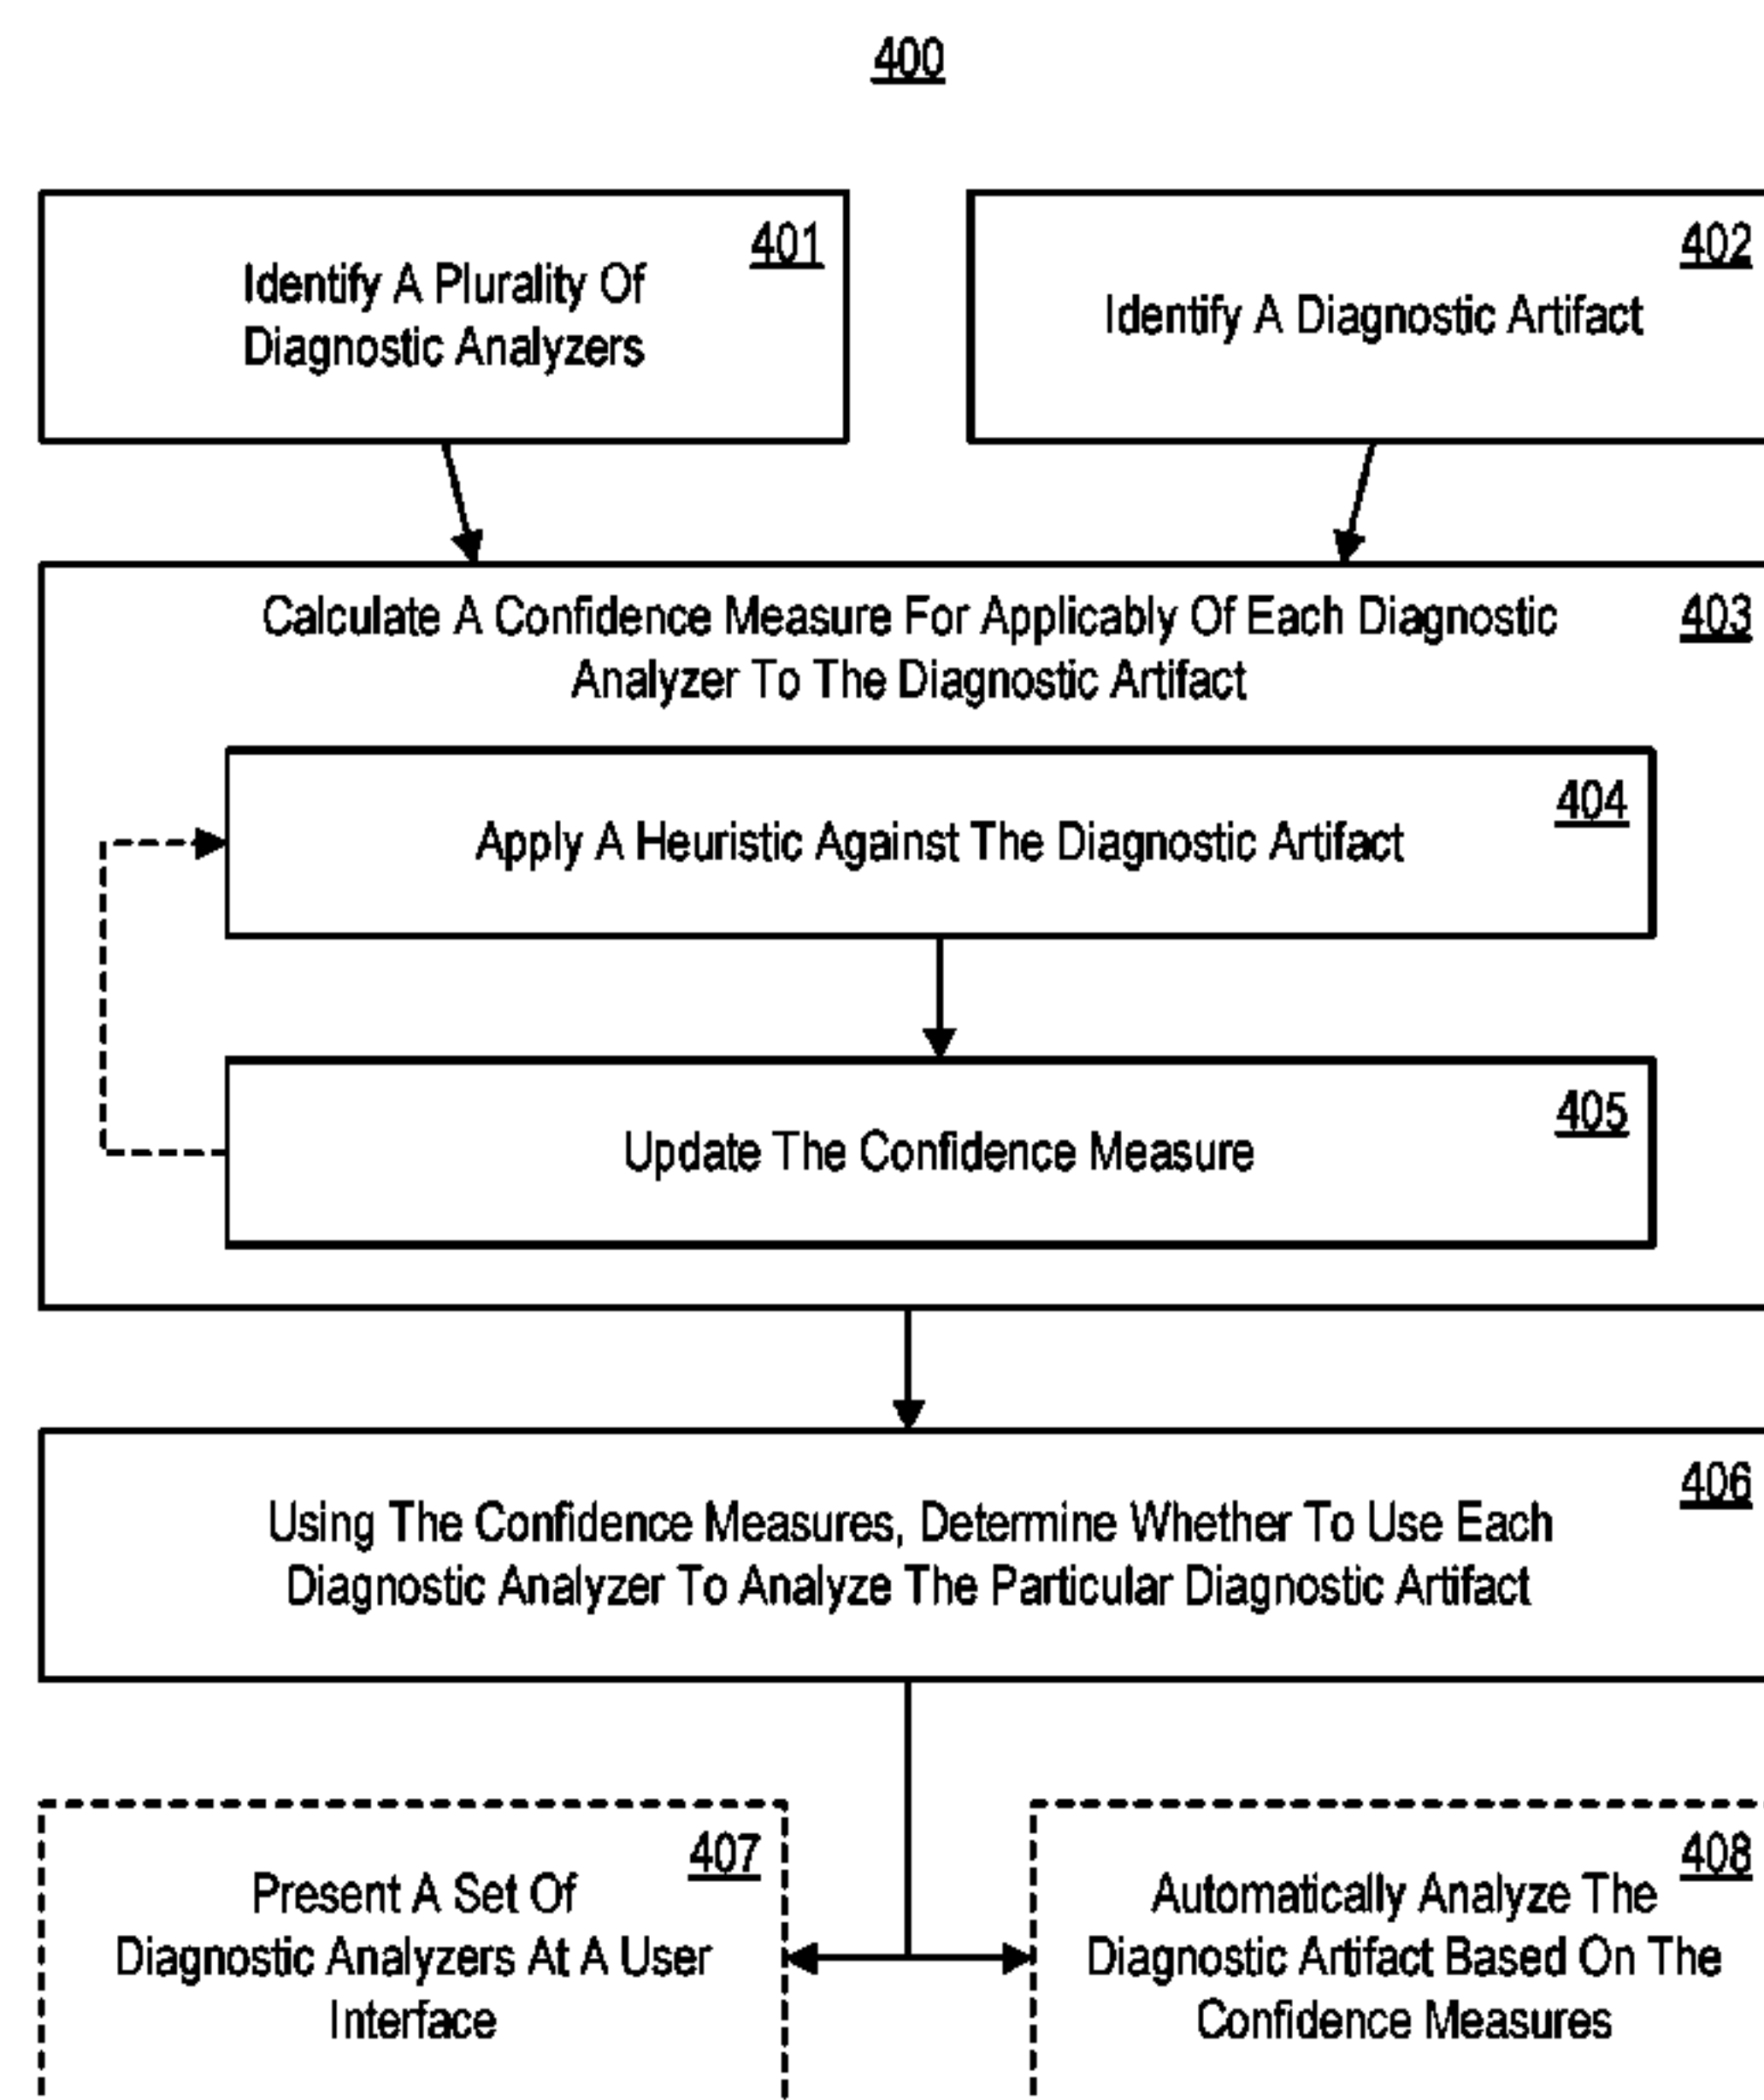 400
401
Identify A Plurality Of
Diagnostic Analyzers
402
Identify A Diagnostic Artifact
Calculate A Confidence Measure For Applicably Of Each Diagnostic
Analyzer To The Diagnostic Artifact
403
404
Apply A Heuristic Against The Diagnostic Artifact
405
Update The Confidence Measure
406
Using The Confidence Measures, Determine Whether To Use Each
Diagnostic Analyzer To Analyze The Particular Diagnostic Artifact
407
Present A Set Of
Diagnostic Analyzers At A User
Interface
408
Automatically Analyze The
Diagnostic Artifact Based On The
Confidence Measures